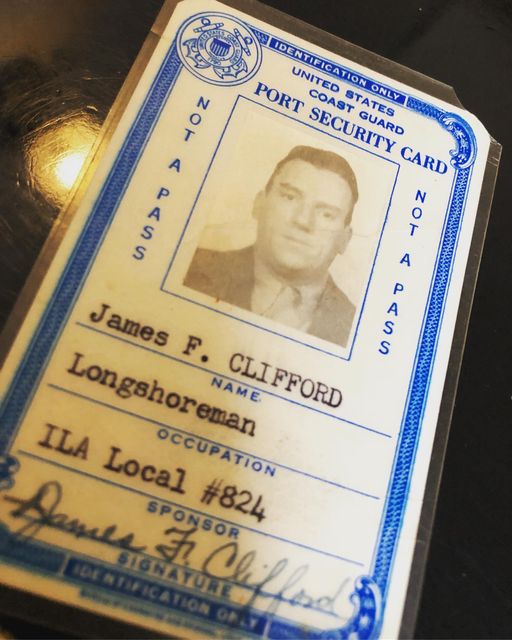 IDENTIFICATION ONLY
UNITED STATES
COAST GUARD
PORT SECURITY CARD
NOT A PASS
NOT A PASS
James F. CLIFFORD
NAME
Longshoreman
OCCUPATION
ILA Local #824
SPONSOR
James F. Clifford
SIGNATURE
IDENTIFICATION ONLY